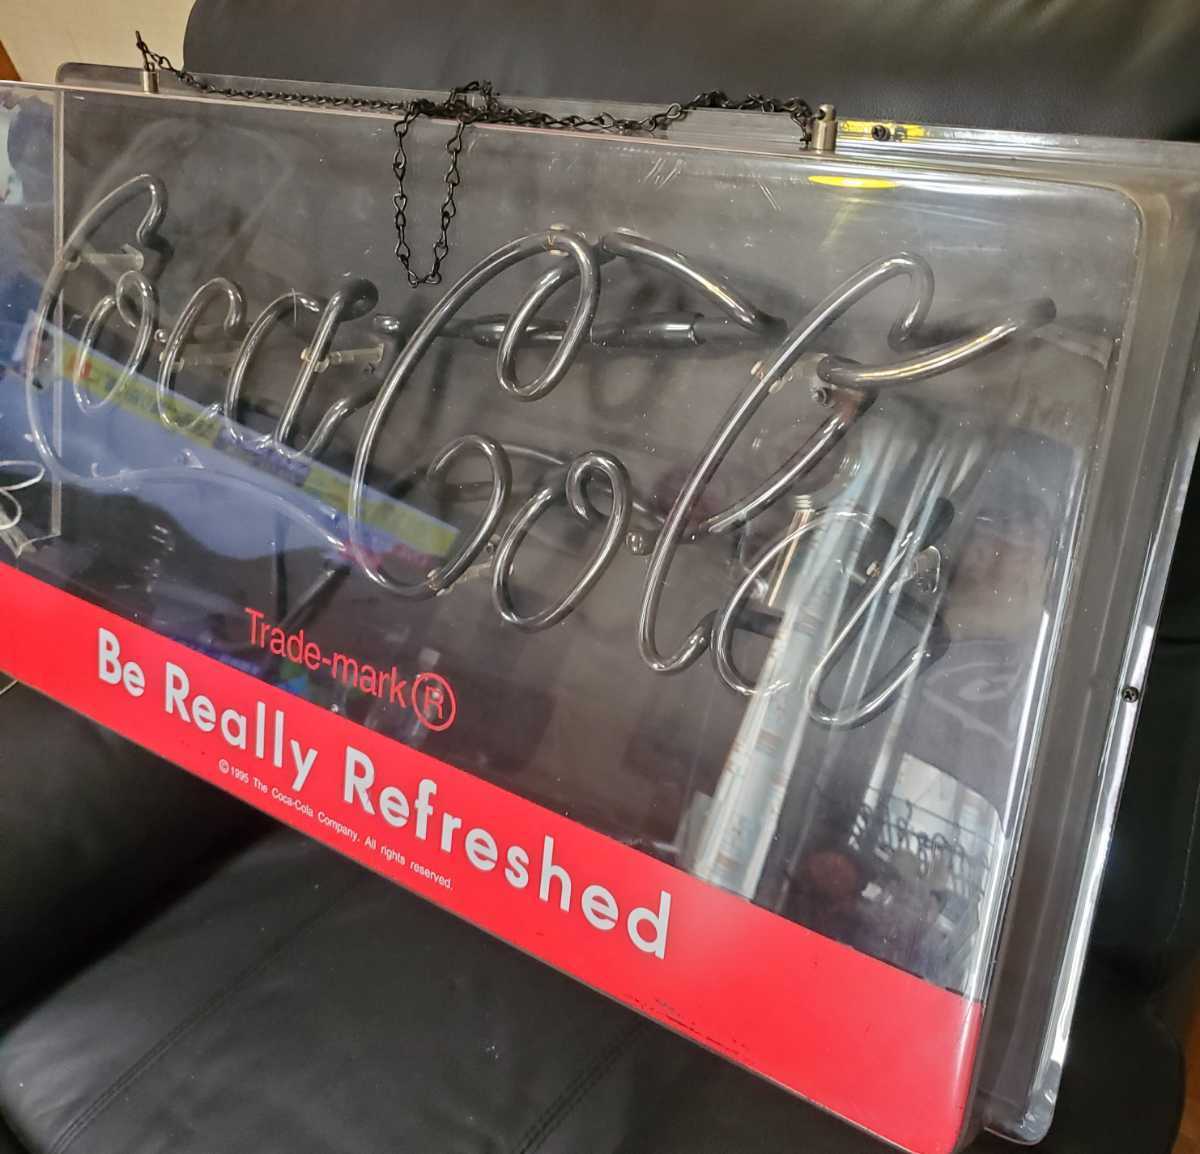 Coca-Cola
Trade-mark ®
Be Really Refreshed
© 1995 The Coca-Cola Company. All rights reserved.